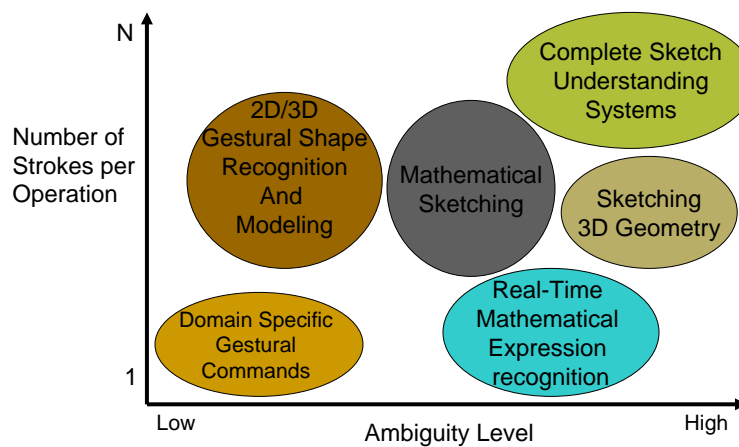 N
Number of
Strokes per
Operation
1
Complete Sketch
Understanding
Systems
2D/3D
Gestural Shape
Recognition
And
Modeling
Mathematical
Sketching
Sketching
3D Geometry
Domain Specific
Gestural
Commands
Real-Time
Mathematical
Expression
recognition
Low
Ambiguity Level
High